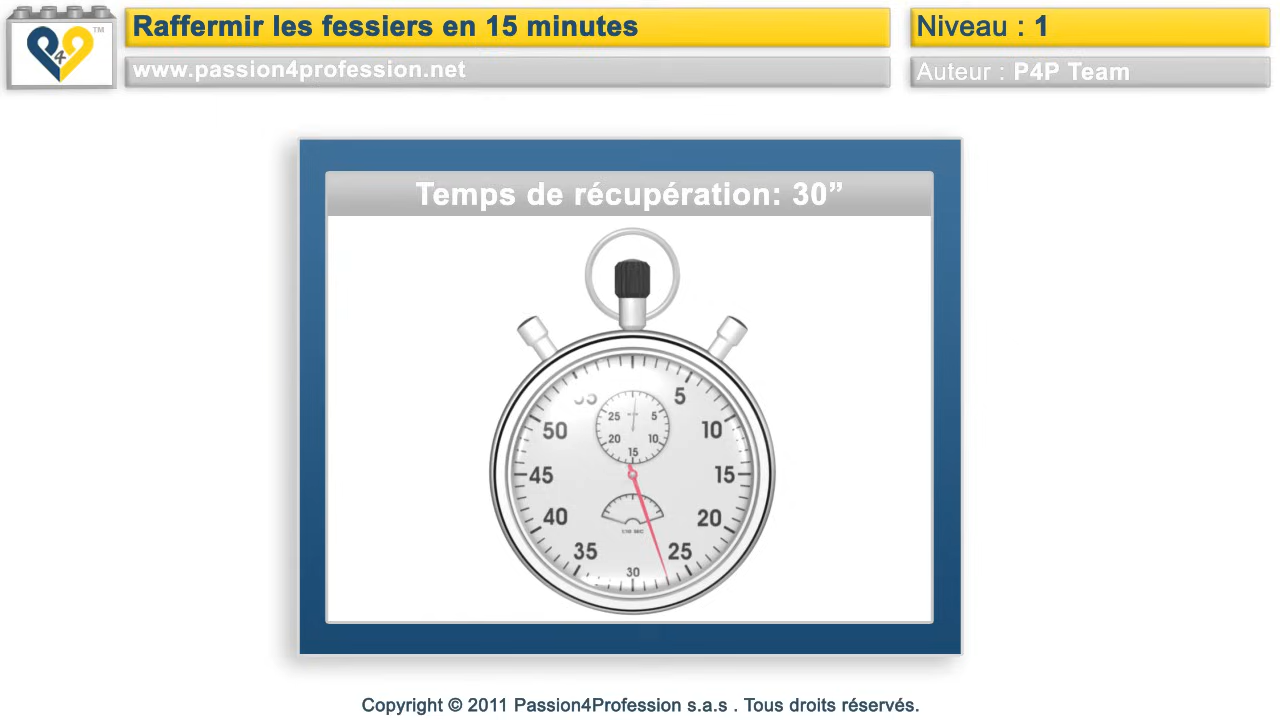 Raffermir les fessiers en 15 minutes
Niveau : 1
www.passion4profession.net
Auteur : P4P Team
4
TM
Temps de récupération: 30”
5
10
15
20
25
30
35
40
45
50
5
10
15
20
25
Copyright © 2011 Passion4Profession s.a.s . Tous droits réservés.